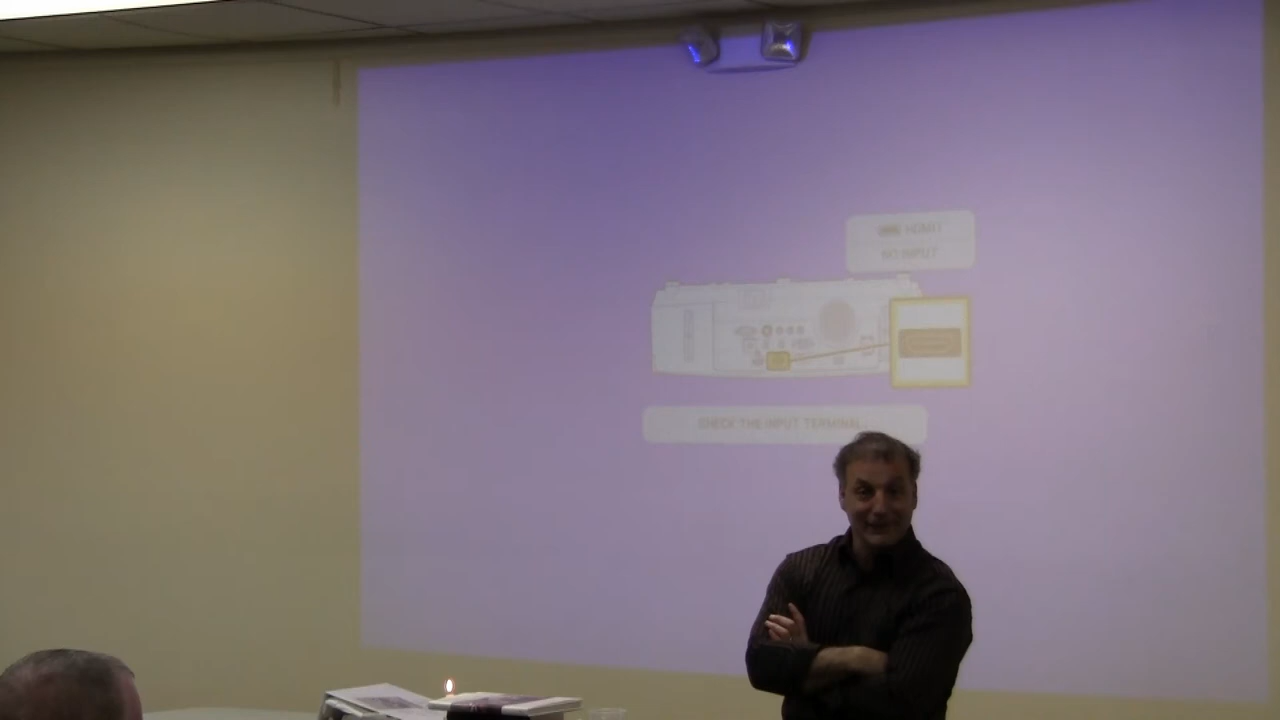 HDMI1
NO INPUT
CHECK THE INPUT TERMINAL.